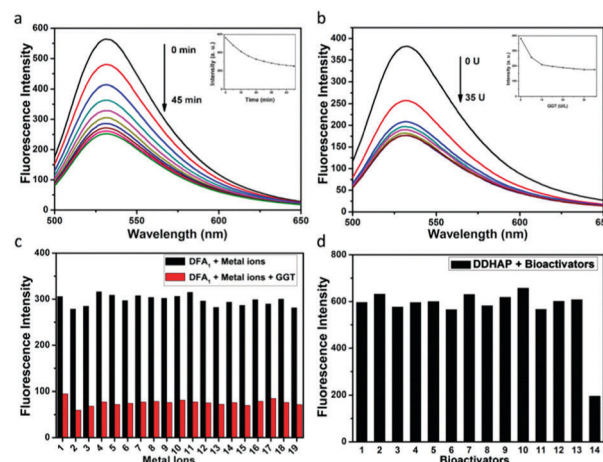 a
600
500
400
300
200
100
0
500
550
600
650
Fluorescence Intensity
Wavelength (nm)
0 min
45 min
Intensity (a. u.)
Time (min)
b
400
350
300
250
200
150
100
50
0
500
550
600
650
Fluorescence Intensity
Wavelength (nm)
0 U
35 U
Intensity (a. u.)
GGT (U/L)
c
400
300
200
100
0
Fluorescence Intensity
DFA₁ + Metal ions
DFA₁ + Metal ions + GGT
1 2 3 4 5 6 7 8 9 10 11 12 13 14 15 16 17 18 19
Metal Ions
d
800
600
400
200
0
Fluorescence Intensity
DDHAP + Bioactivators
1 2 3 4 5 6 7 8 9 10 11 12 13 14
Bioactivators